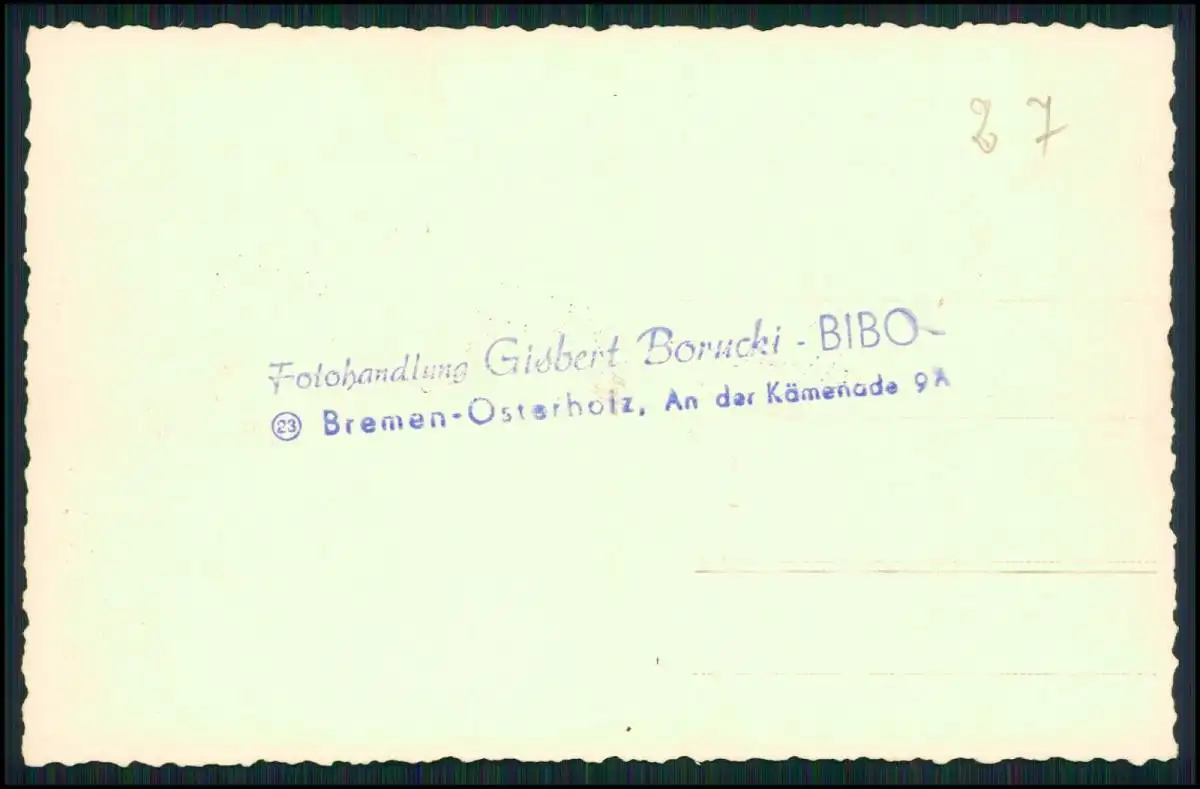 27
Fotohandlung Gisbert Borucki - BIBO
23 Bremen-Osterholz, An der Kämenade 9A